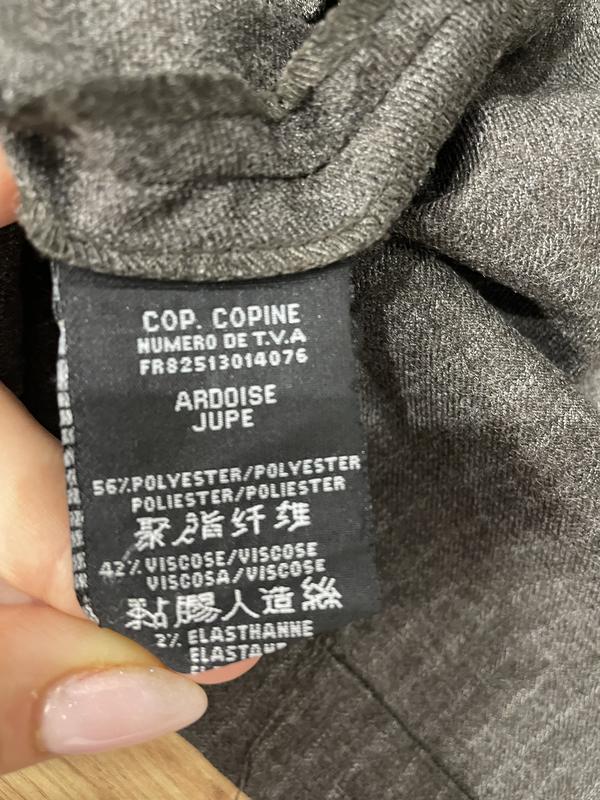 COP. COPINE
NUMERO DE T.V.A
FR82513014076
ARDOISE
JUPE
56%POLYESTER/POLYESTER
POLIESTER/POLIESTER
聚脂纤维
42%VISCOSE/VISCOSE
VISCOSA/VISCOSE
黏膠人造絲
2% ELASTHANNE